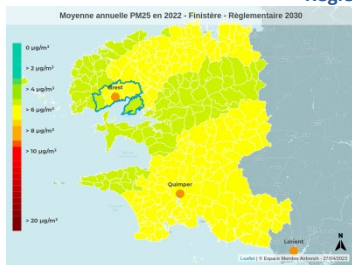 Moyenne annuelle PM25 en 2022 - Finistère - Règlementaire 2030
0 µg/m³
> 2 µg/m³
> 4 µg/m³
> 6 µg/m³
> 8 µg/m³
> 10 µg/m³
> 20 µg/m³
Brest
Quimper
Lorient
N
Leaflet | © Espace Membre Airbreizh - 27/04/2023